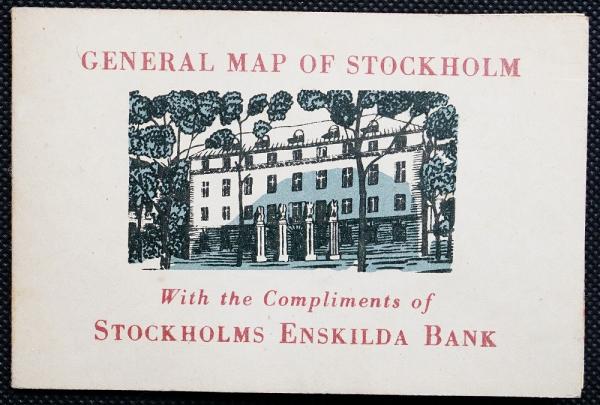 GENERAL MAP OF STOCKHOLM
With the Compliments of
STOCKHOLMS ENSKILDA BANK